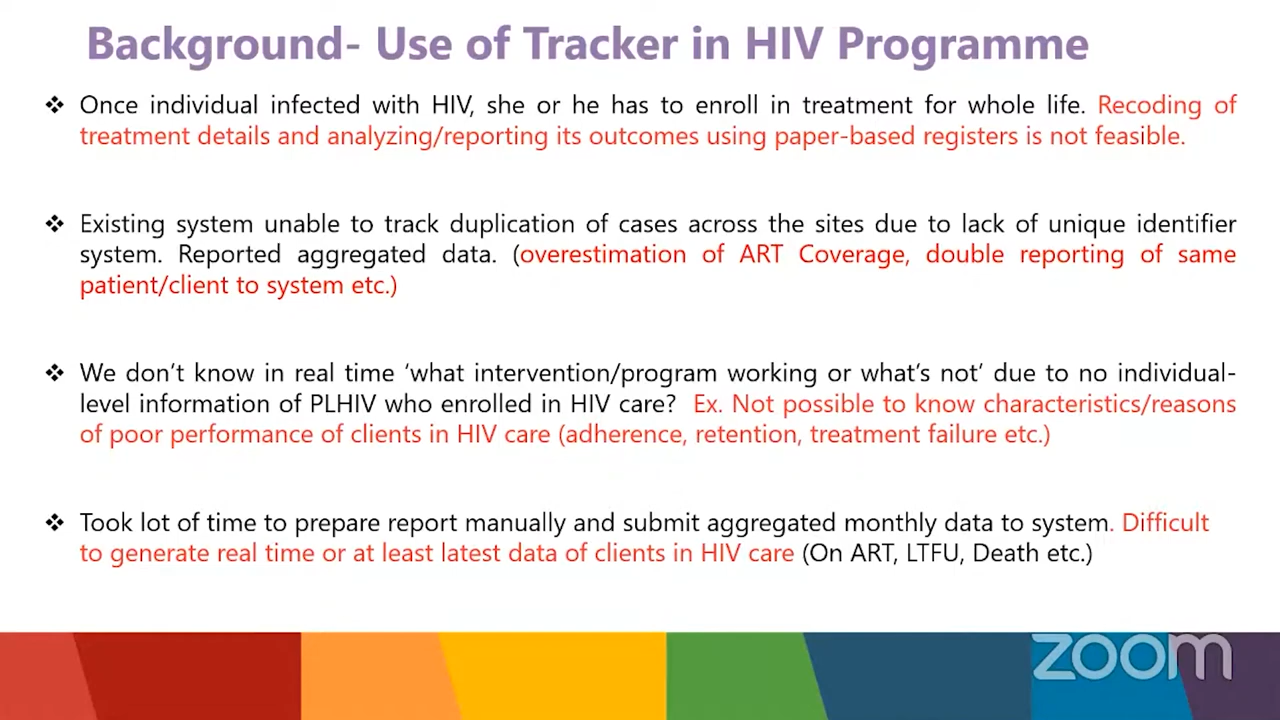 Background- Use of Tracker in HIV Programme
❖ Once individual infected with HIV, she or he has to enroll in treatment for whole life. Recoding of
treatment details and analyzing/reporting its outcomes using paper-based registers is not feasible.
❖ Existing system unable to track duplication of cases across the sites due to lack of unique identifier
system. Reported aggregated data. (overestimation of ART Coverage, double reporting of same
patient/client to system etc.)
❖ We don’t know in real time ‘what intervention/program working or what’s not’ due to no individual-
level information of PLHIV who enrolled in HIV care? Ex. Not possible to know characteristics/reasons
of poor performance of clients in HIV care (adherence, retention, treatment failure etc.)
❖ Took lot of time to prepare report manually and submit aggregated monthly data to system. Difficult
to generate real time or at least latest data of clients in HIV care (On ART, LTFU, Death etc.)
zoom